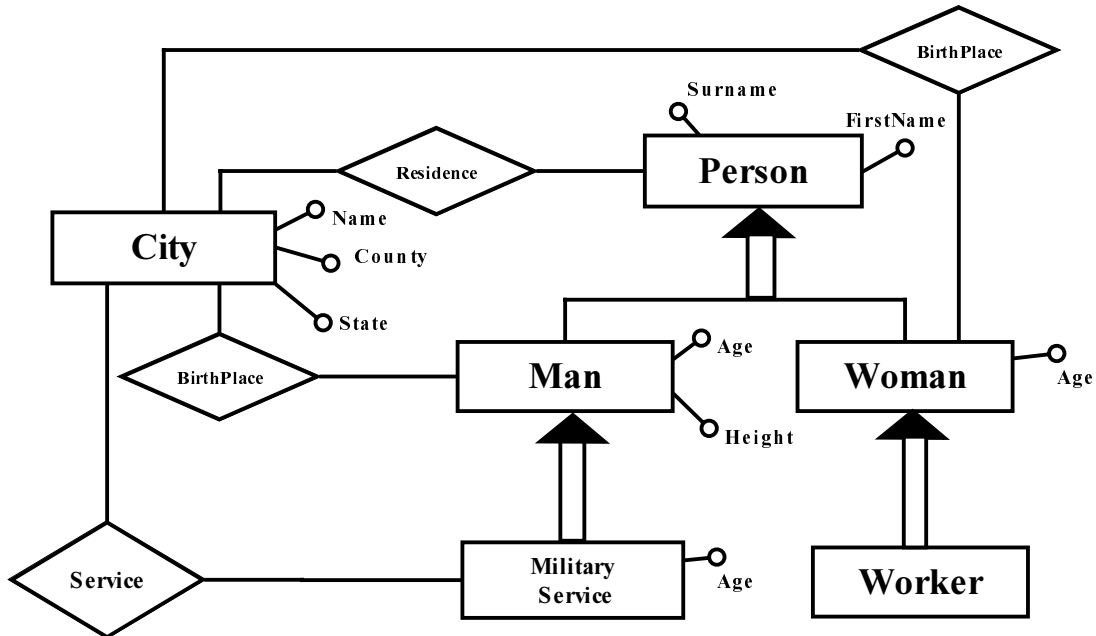 BirthPlace
Surname
FirstName
Residence
Person
Name
City
County
State
Age
BirthPlace
Man
Woman
Age
Height
Military
Service
Service
Age
Worker